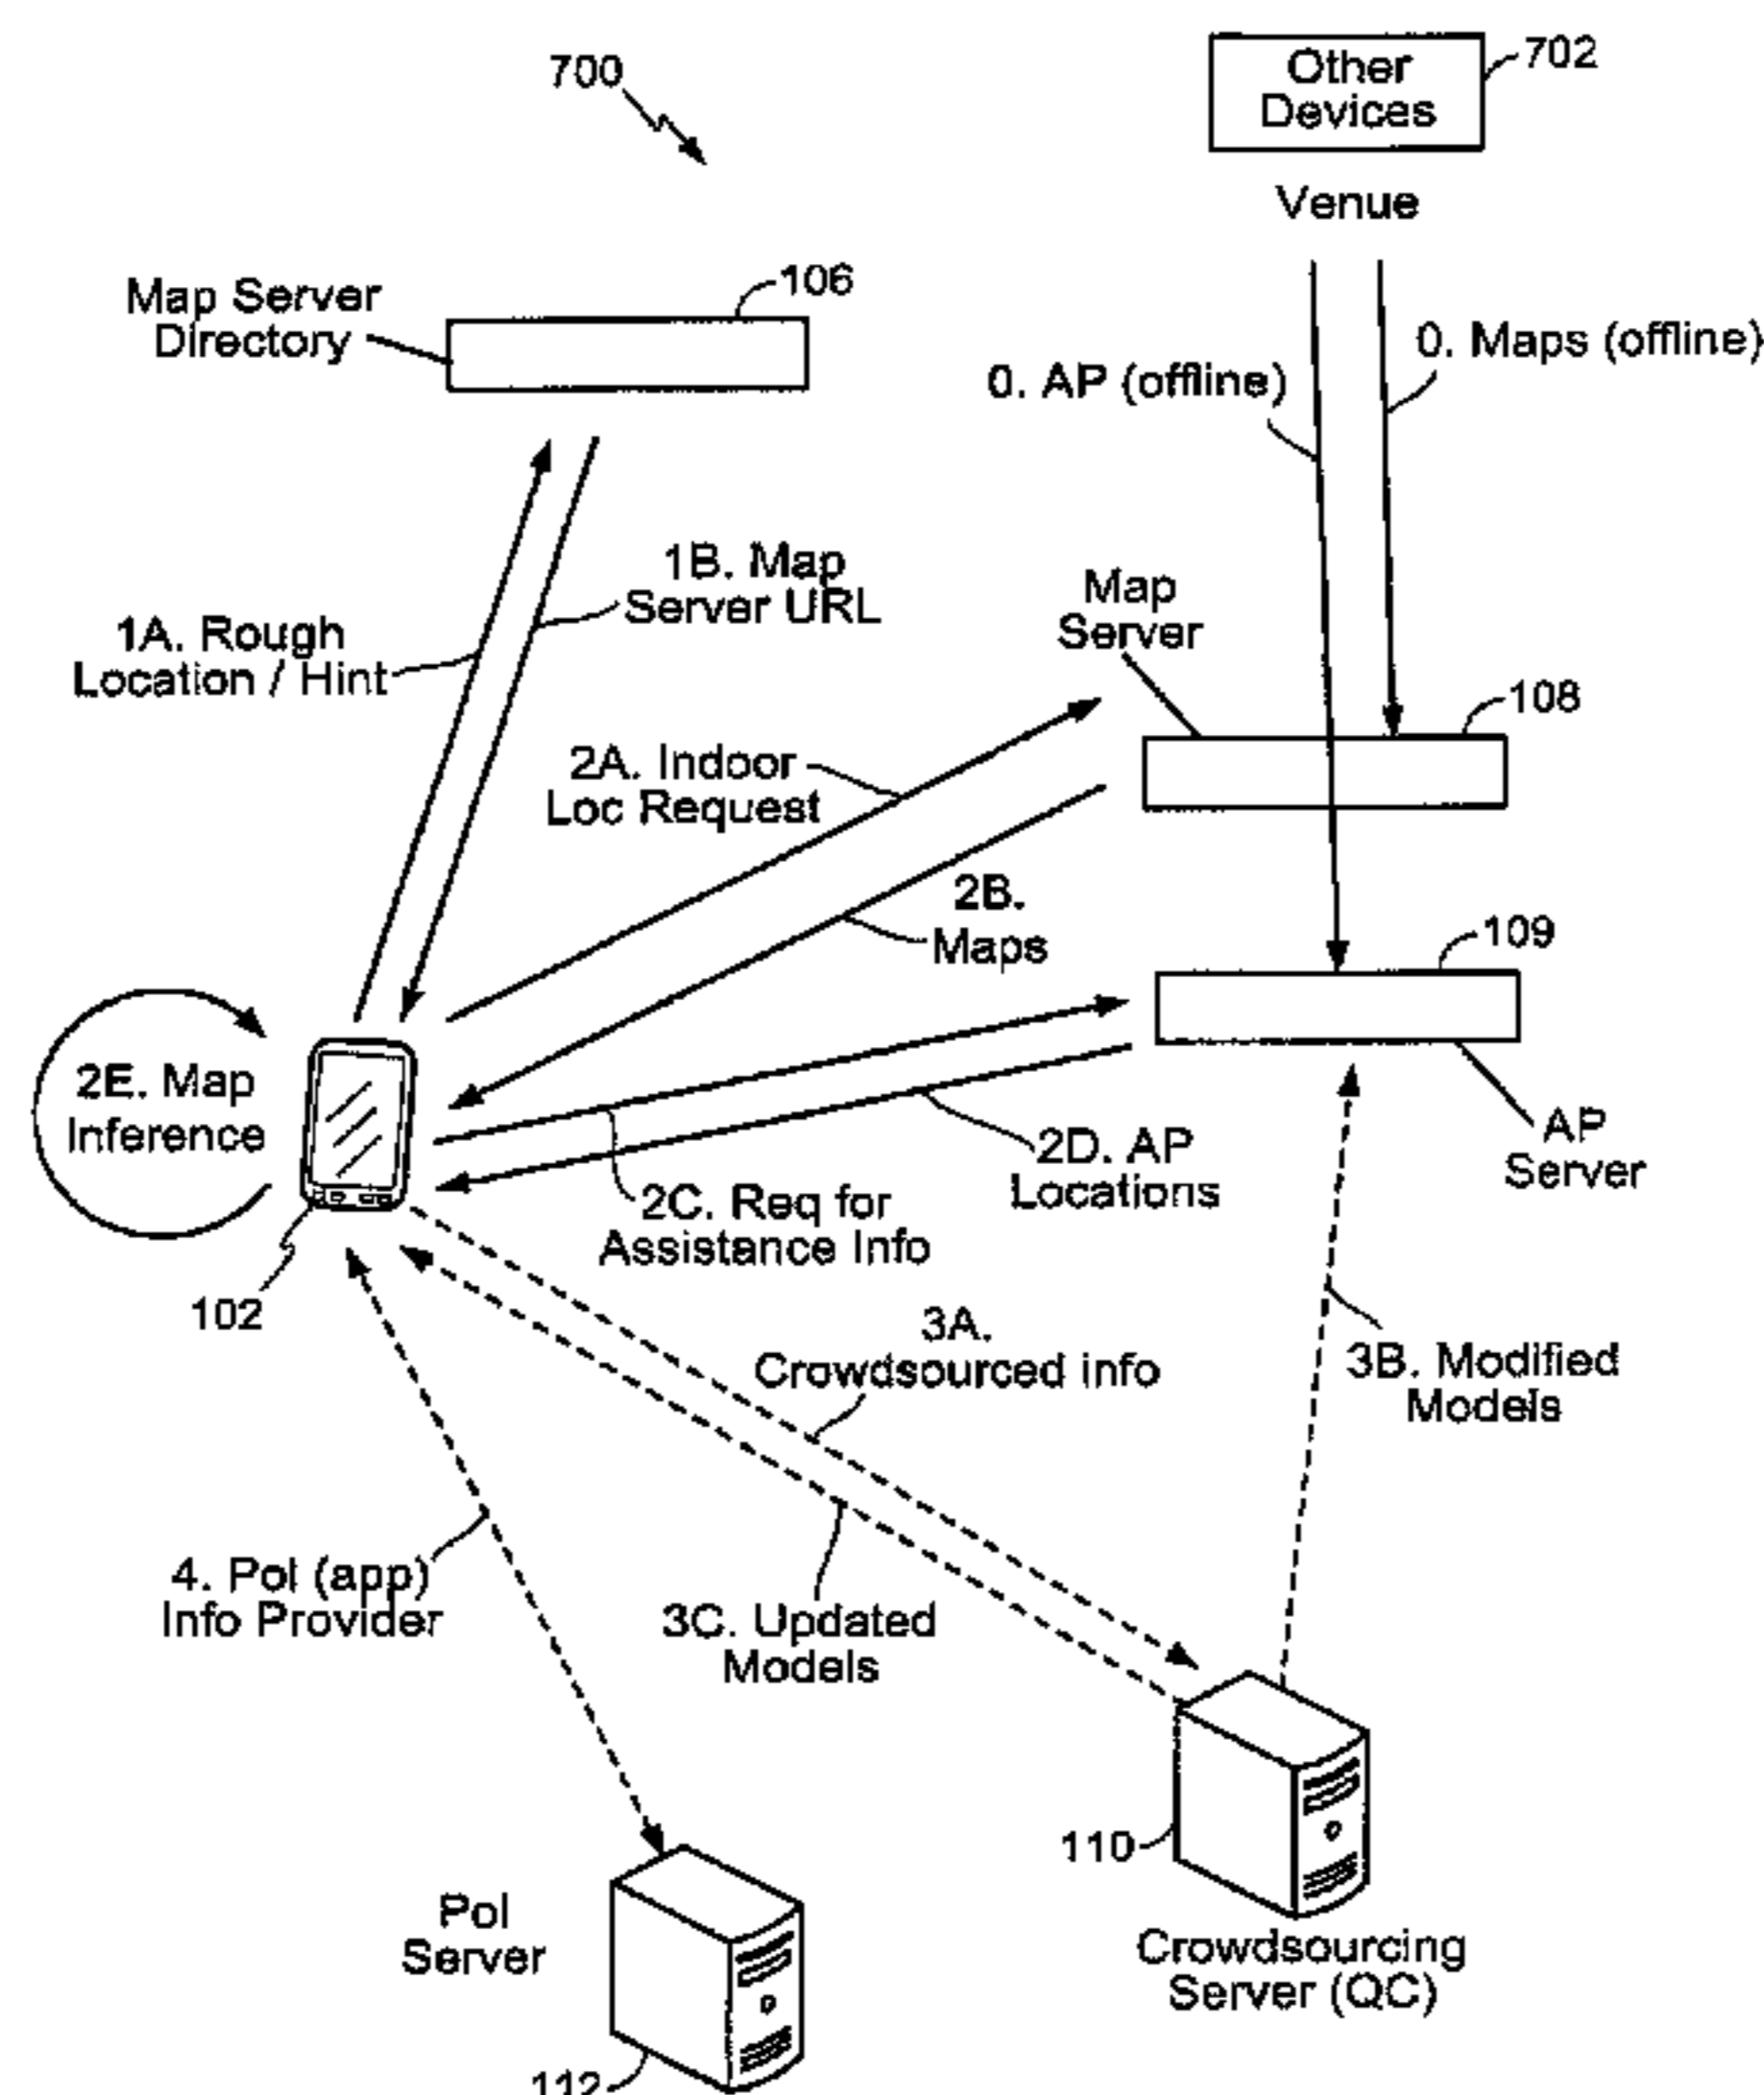 700
Other
Devices
702
Venue
Map Server
Directory
106
0. AP (offline)
0. Maps (offline)
1A. Rough
Location / Hint
1B. Map
Server URL
Map
Server
108
2A. Indoor
Loc Request
2B.
Maps
109
2E. Map
Inference
AP
Server
2D. AP
Locations
2C. Req for
Assistance Info
102
3A.
Crowdsourced info
3B. Modified
Models
4. PoI (app)
Info Provider
3C. Updated
Models
110
PoI
Server
Crowdsourcing
Server (QC)
112